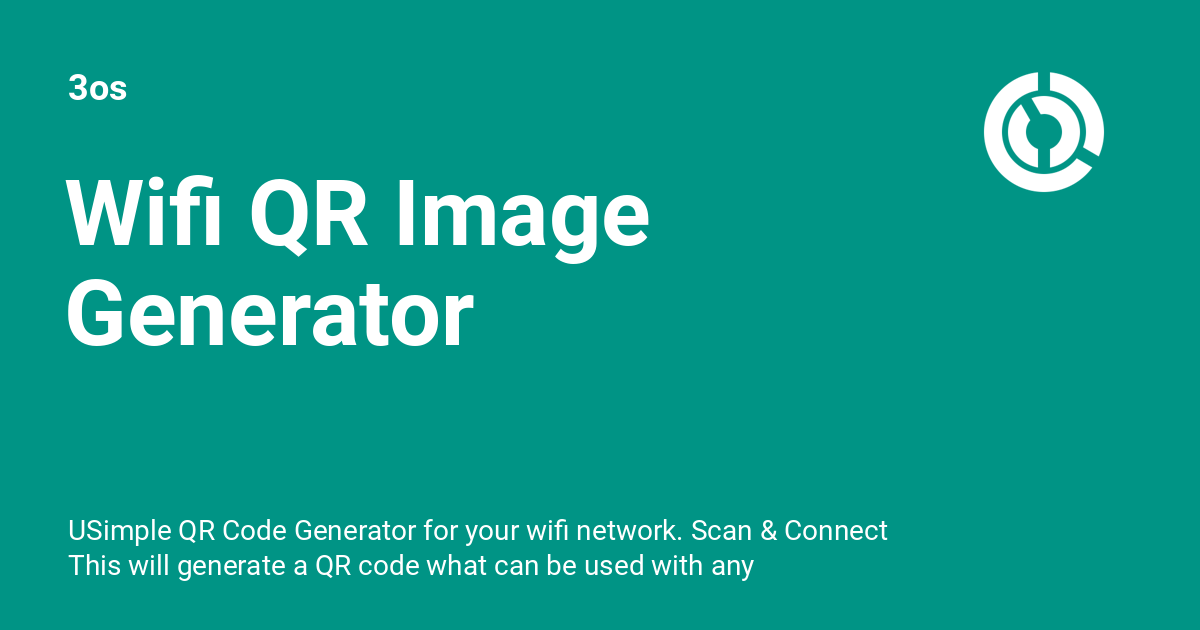 3os
Wifi QR Image
Generator
USimple QR Code Generator for your wifi network. Scan & Connect
This will generate a QR code what can be used with any